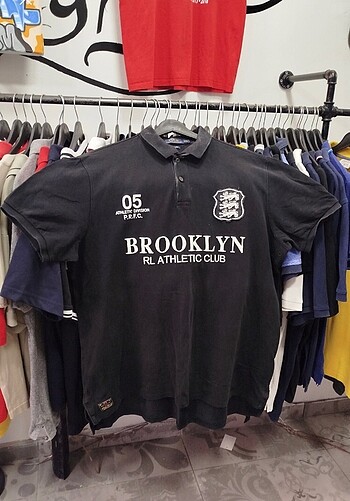 05
ATHLETIC DIVISION
P.R.F.C.
BROOKLYN
RL ATHLETIC CLUB